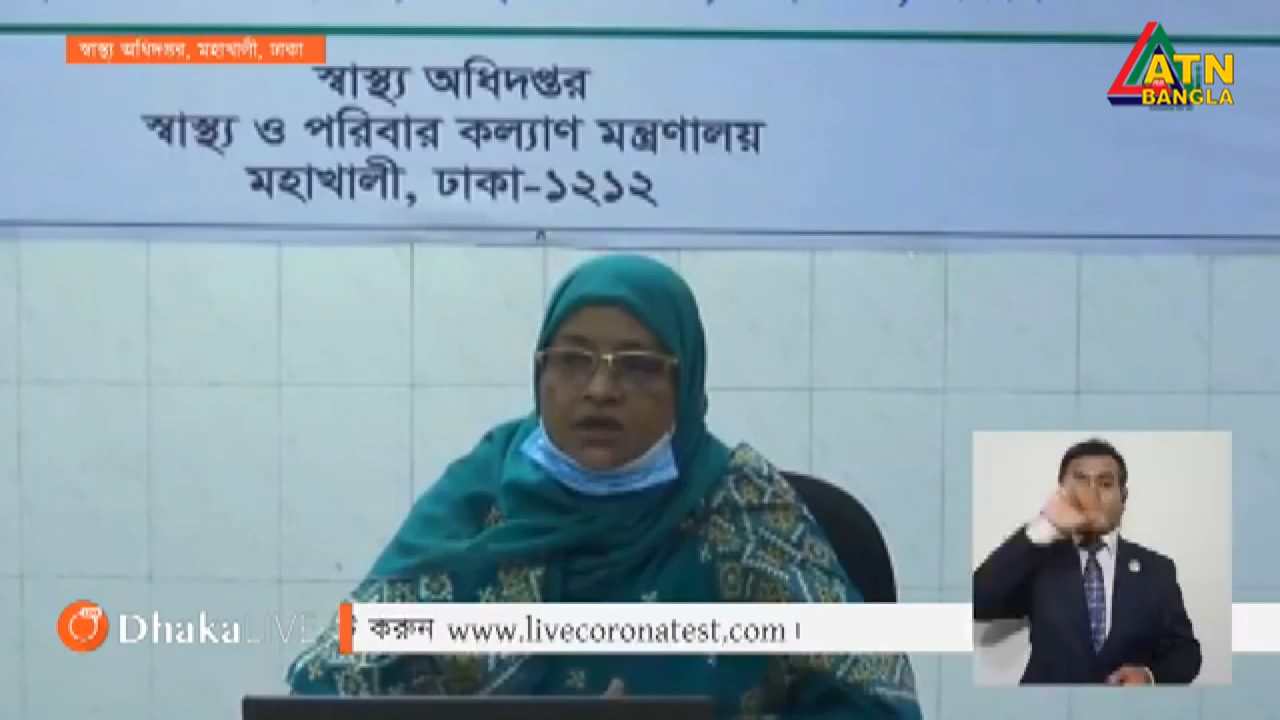 স্বাস্থ্য অধিদপ্তর, মহাখালী, ঢাকা
ATN
BANGLA
স্বাস্থ্য অধিদপ্তর
স্বাস্থ্য ও পরিবার কল্যাণ মন্ত্রণালয়
মহাখালী, ঢাকা-১২১২
DhakaLIVE
করুন www.livecoronatest.com।